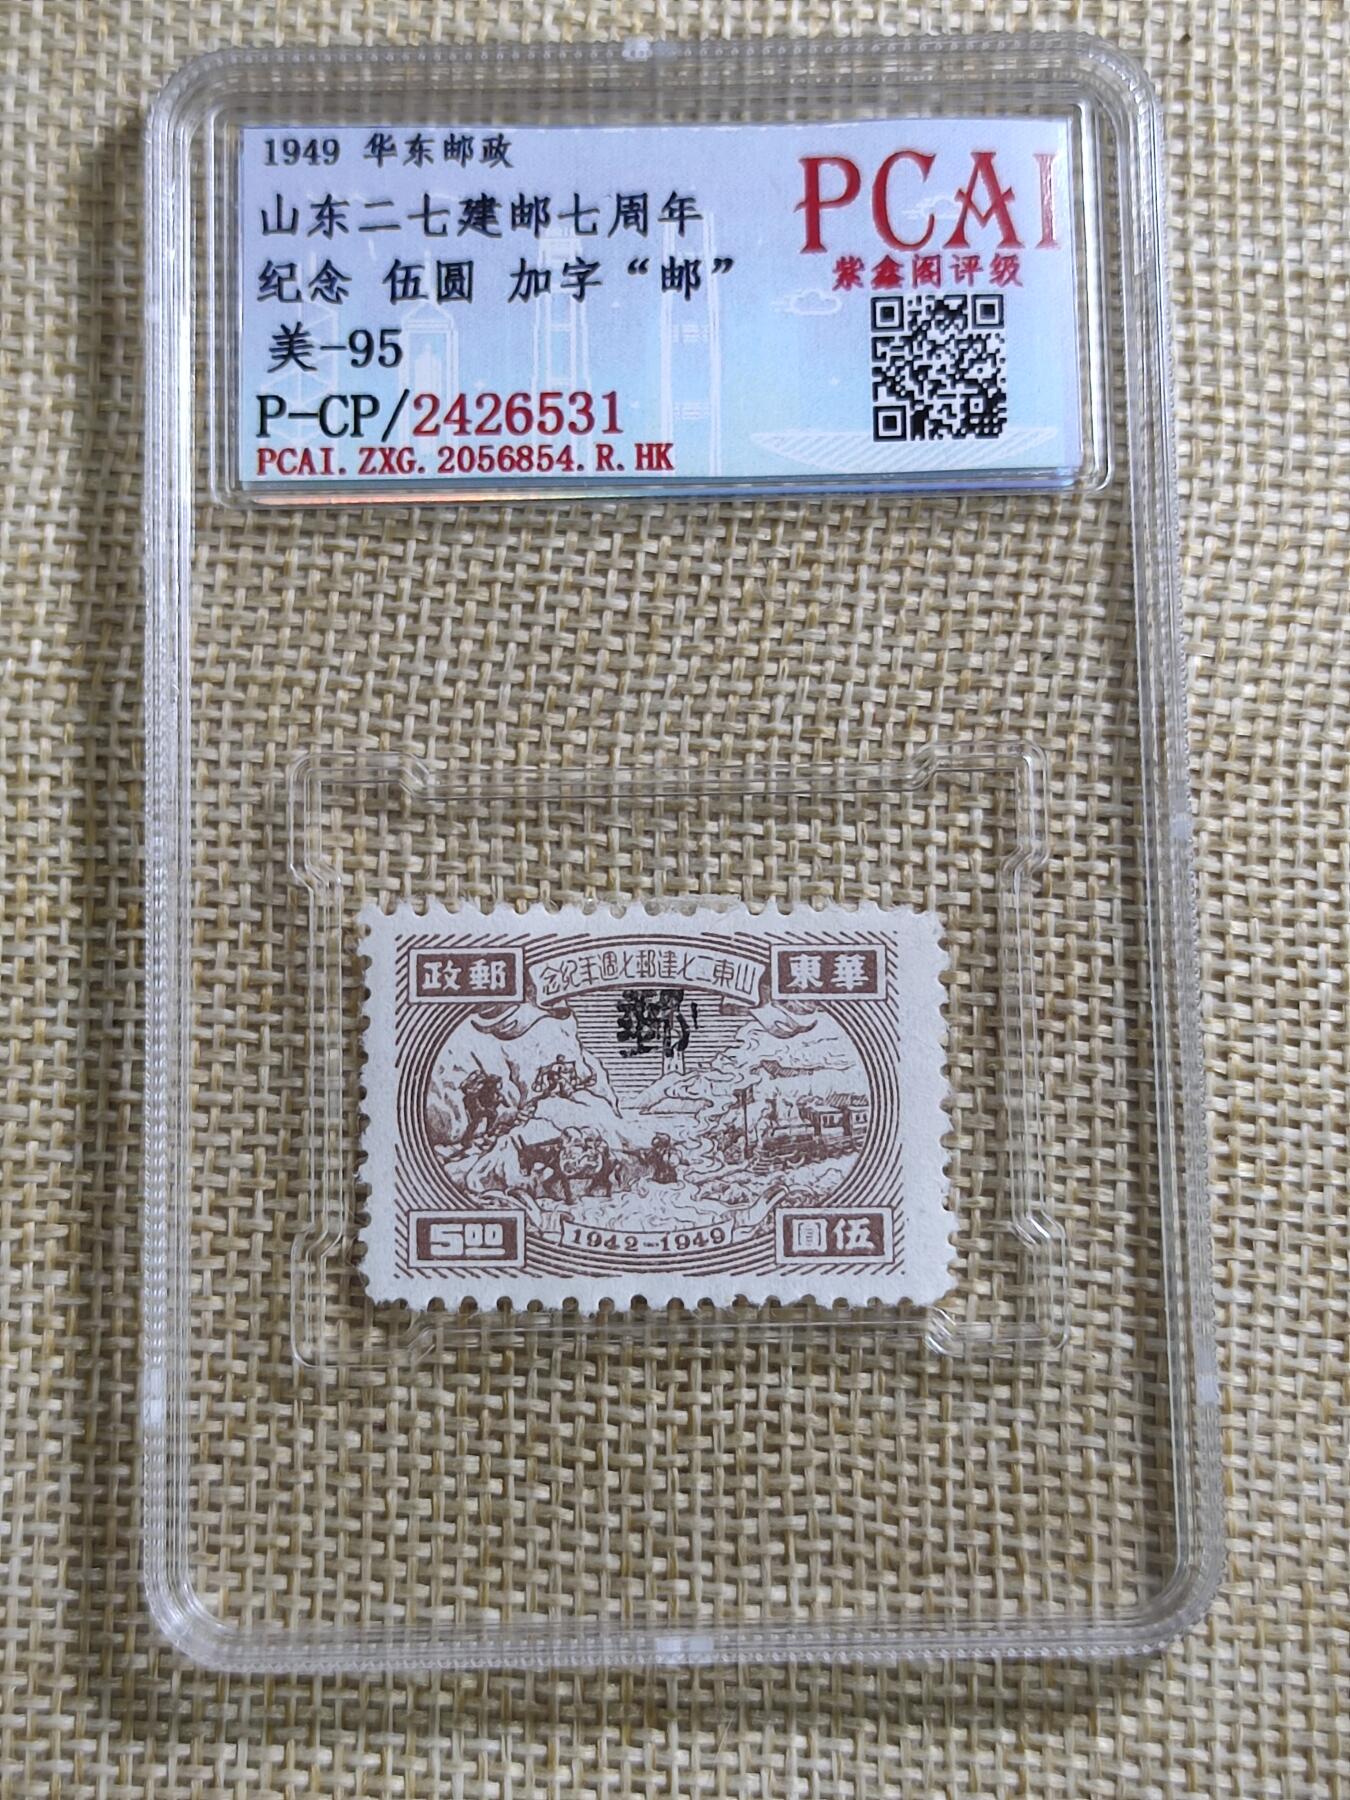 1949 华东邮政
山东二七建邮七周年
纪念 伍圆 加字“邮”
美-95
P-CP/2426531
PCAI.ZXG.2056854.R.HK
PCAI
紫鑫阁评级
政郵
念紀年週七郵建七二東山
東華
郵
500
1942-1949
圓伍